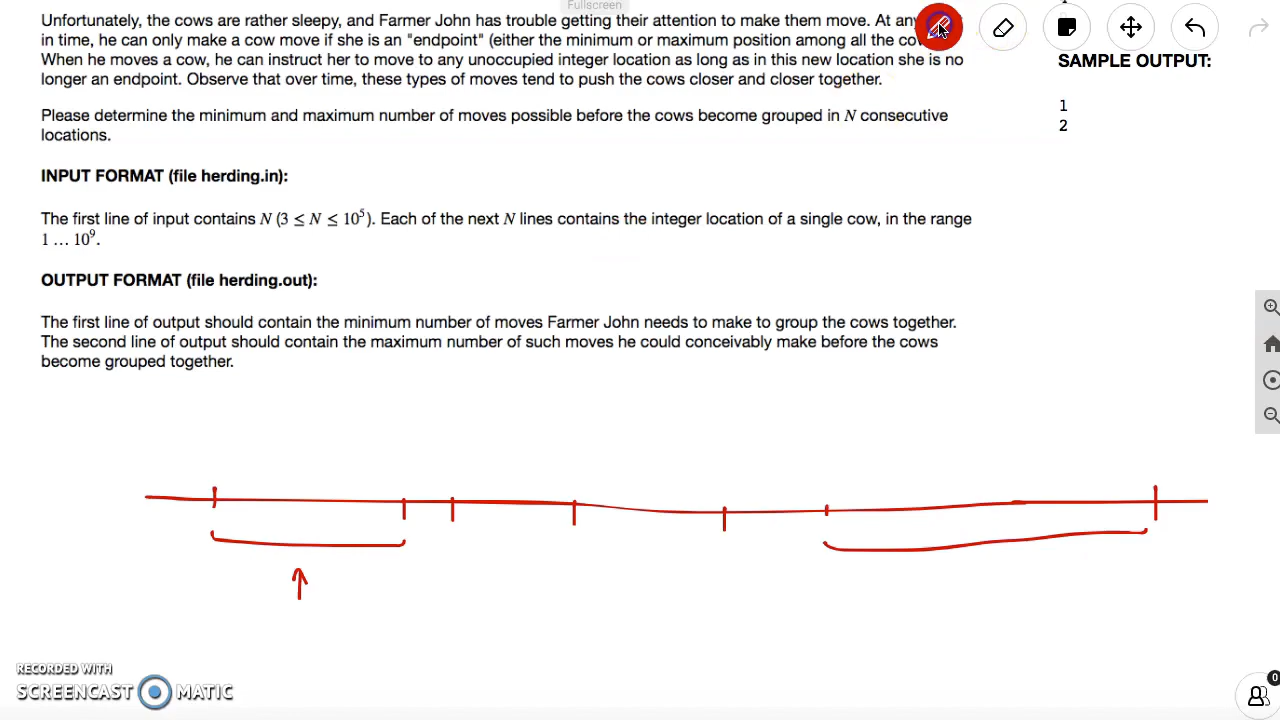 Fullscreen
Unfortunately, the cows are rather sleepy, and Farmer John has trouble getting their attention to make them move. At any
in time, he can only make a cow move if she is an "endpoint" (either the minimum or maximum position among all the
When he moves a cow, he can instruct her to move to any unoccupied integer location as long as in this new location she is no
longer an endpoint. Observe that over time, these types of moves tend to push the cows closer and closer together.
SAMPLE OUTPUT:
1
2
Please determine the minimum and maximum number of moves possible before the cows become grouped in N consecutive
locations.
INPUT FORMAT (file herding.in):
The first line of input contains N (3 ≤ N ≤ 10⁵). Each of the next N lines contains the integer location of a single cow, in the range
1 … 10⁹.
OUTPUT FORMAT (file herding.out):
The first line of output should contain the minimum number of moves Farmer John needs to make to group the cows together.
The second line of output should contain the maximum number of such moves he could conceivably make before the cows
become grouped together.
RECORDED WITH
SCREENCAST MATIC
0